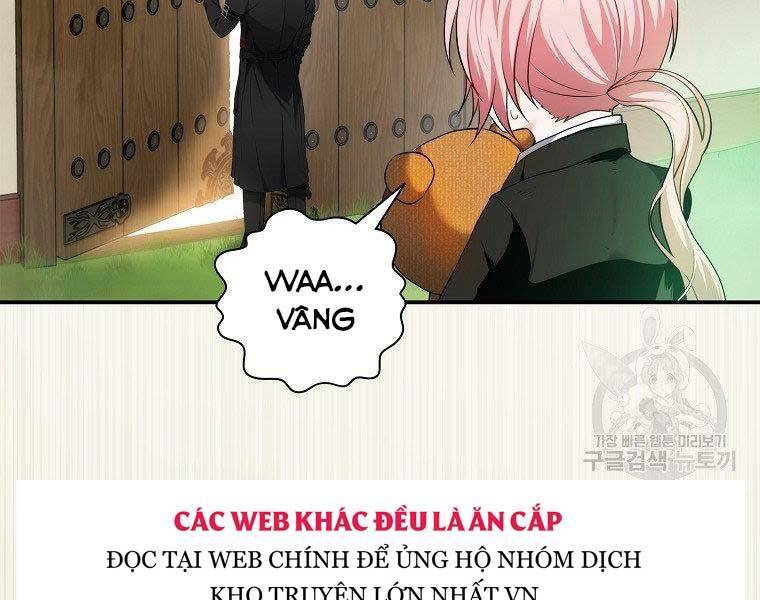 WAA...
VÂNG
가장 빠른 웹툰 미리보기
구글검색 뉴토끼
CÁC WEB KHÁC ĐỀU LÀ ĂN CẮP
ĐỌC TẠI WEB CHÍNH ĐỂ ỦNG HỘ NHÓM DỊCH
KHO TRUYỆN LỚN NHẤT VN